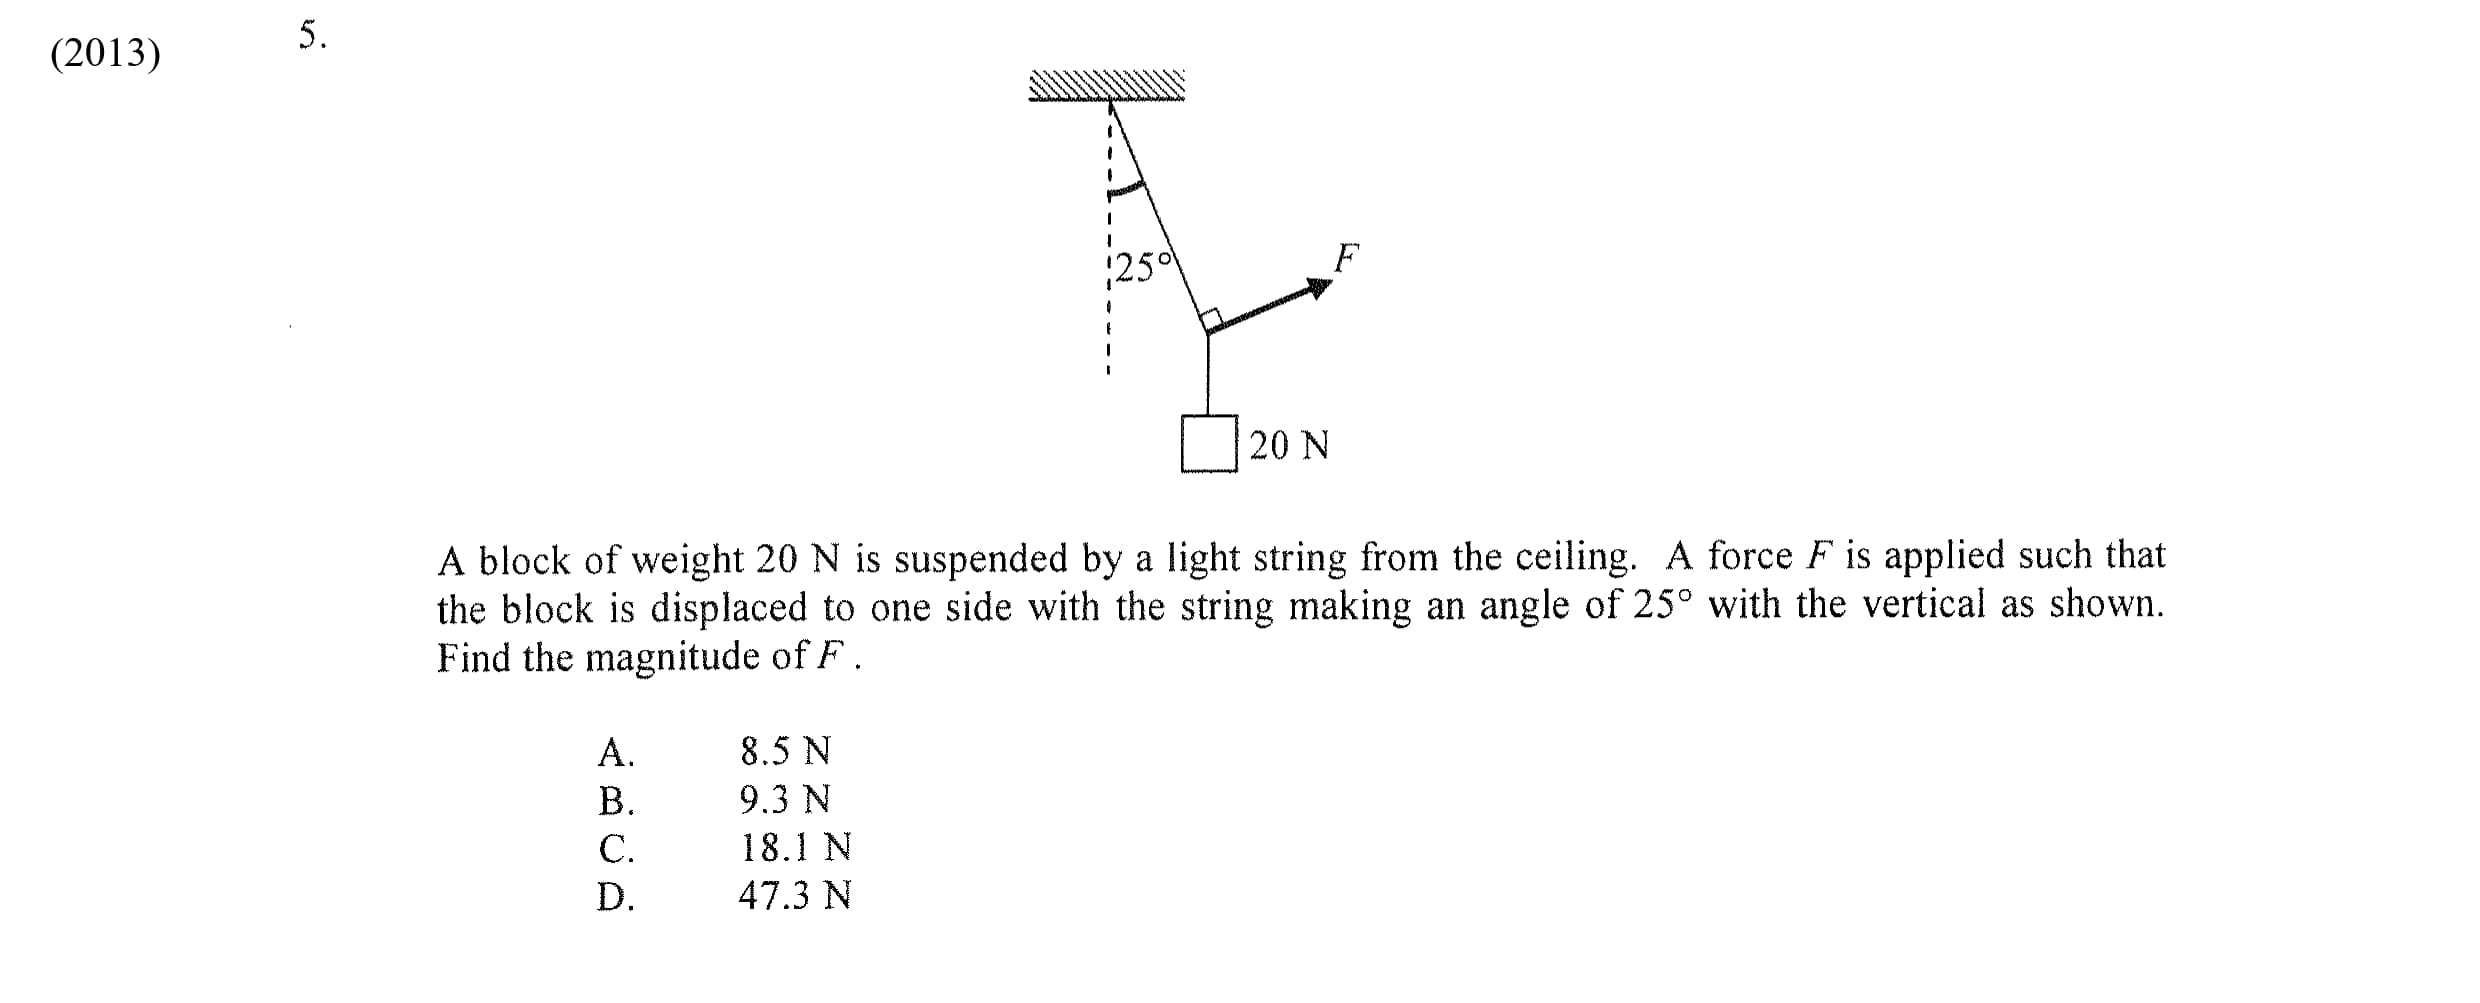 (2013)
5.
25°
F
20 N
A block of weight 20 N is suspended by a light string from the ceiling. A force F is applied such that
the block is displaced to one side with the string making an angle of 25° with the vertical as shown.
Find the magnitude of F .
A. 8.5 N
B. 9.3 N
C. 18.1 N
D. 47.3 N